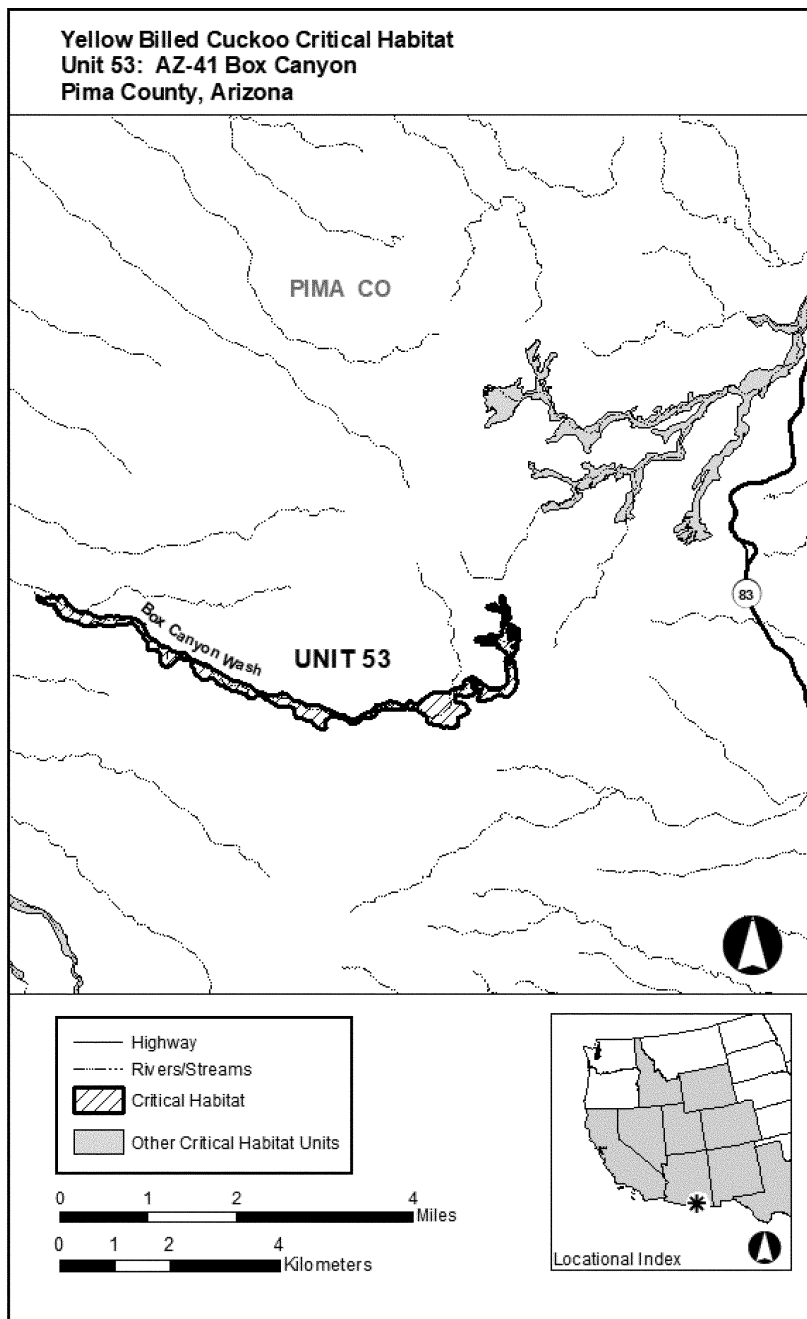 Yellow Billed Cuckoo Critical Habitat
Unit 53: AZ-41 Box Canyon
Pima County, Arizona
PIMA CO
83
Box Canyon Wash
UNIT 53
Highway
Rivers/Streams
Critical Habitat
Other Critical Habitat Units
0 1 2 4
Miles
0 1 2 4
Kilometers
Locational Index